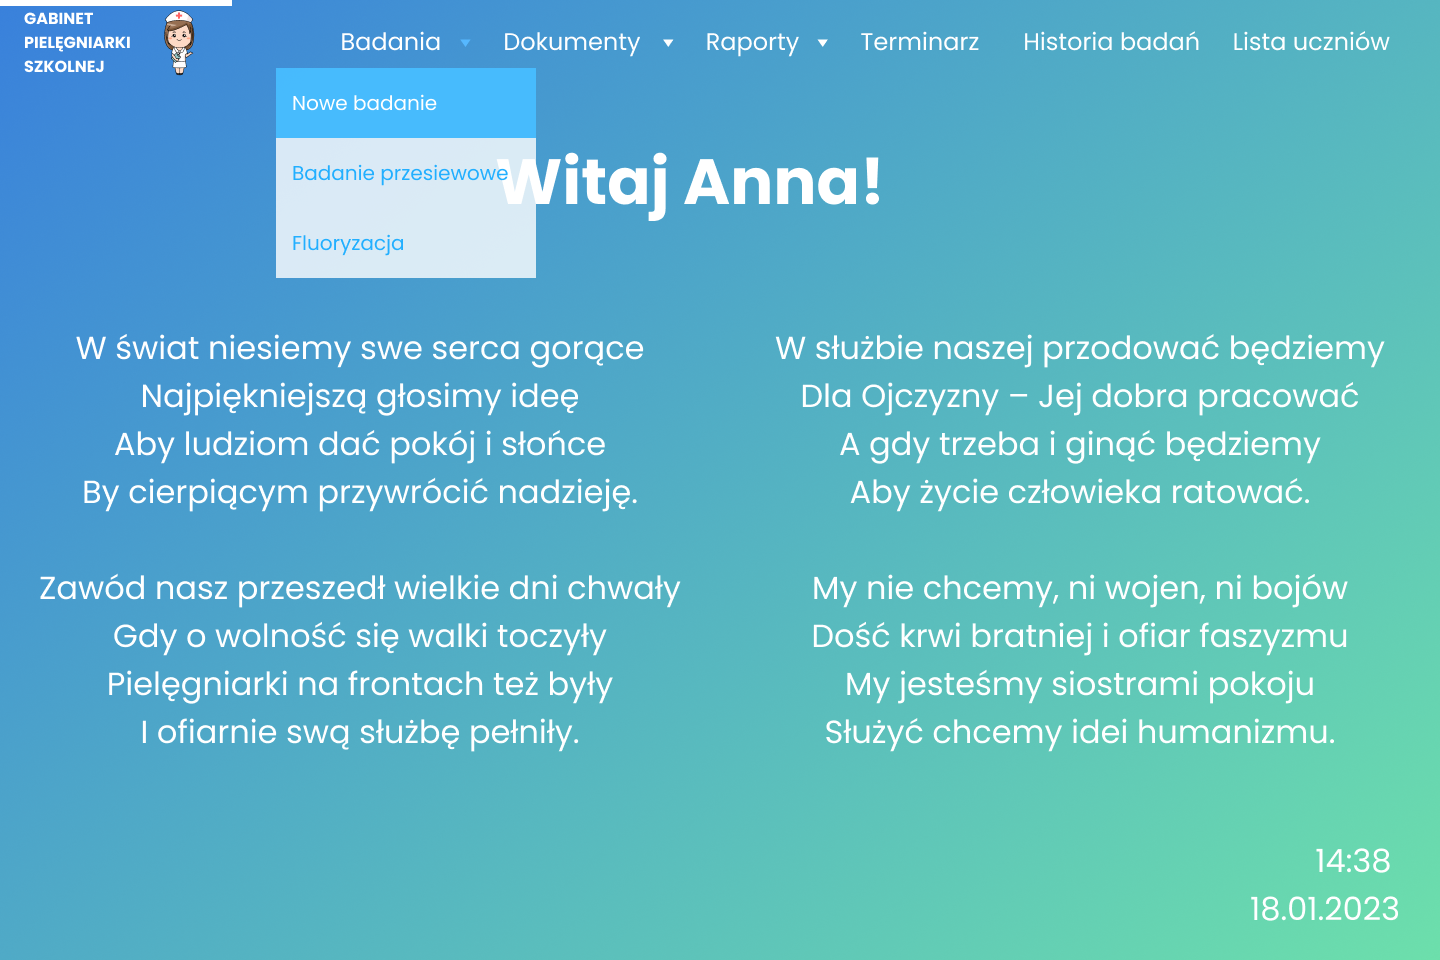 GABINET
PIELĘGNIARKI
SZKOLNEJ
Badania
Dokumenty
Raporty
Terminarz
Historia badań
Lista uczniów
Nowe badanie
Badanie przesiewowe
Fluoryzacja
Witaj Anna!
W świat niesiemy swe serca gorące
Najpiękniejszą głosimy ideę
Aby ludziom dać pokój i słońce
By cierpiącym przywrócić nadzieję.
Zawód nasz przeszedł wielkie dni chwały
Gdy o wolność się walki toczyły
Pielęgniarki na frontach też były
I ofiarnie swą służbę pełniły.
W służbie naszej przodować będziemy
Dla Ojczyzny – Jej dobra pracować
A gdy trzeba i ginąć będziemy
Aby życie człowieka ratować.
My nie chcemy, ni wojen, ni bojów
Dość krwi bratniej i ofiar faszyzmu
My jesteśmy siostrami pokoju
Służyć chcemy idei humanizmu.
14:38
18.01.2023